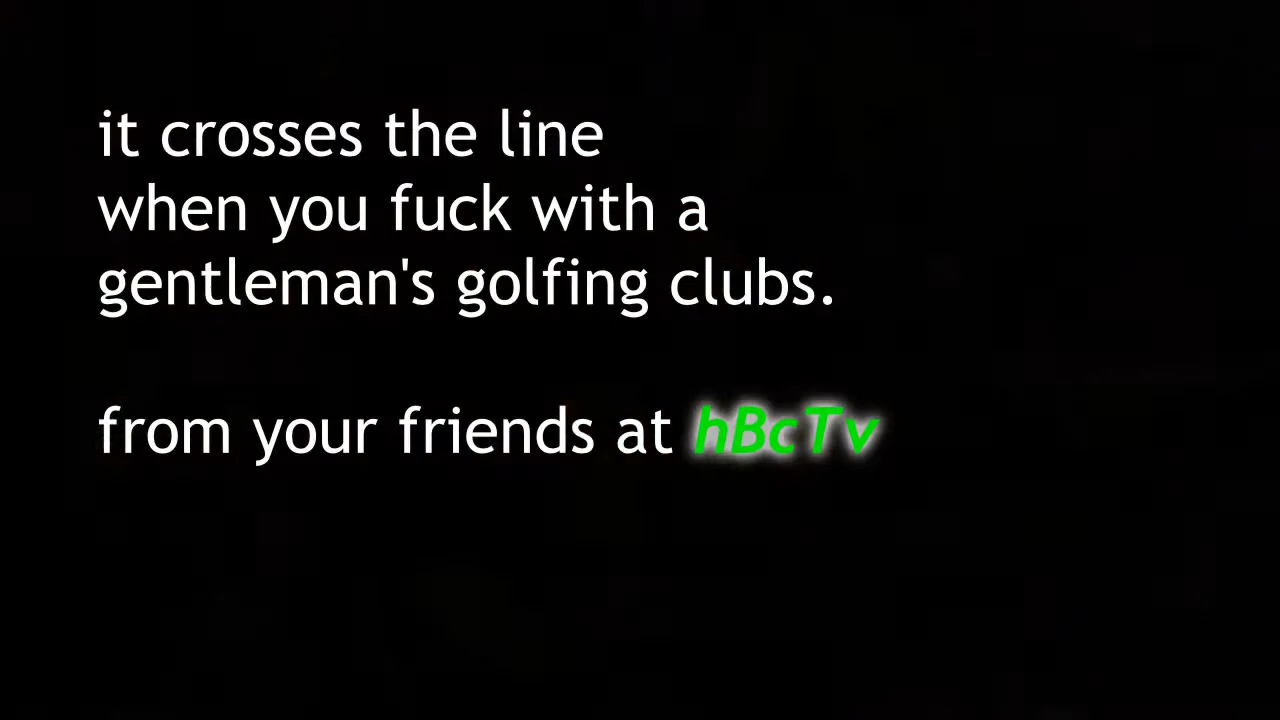 it crosses the line
when you fuck with a
gentleman's golfing clubs.
from your friends at hBcTv